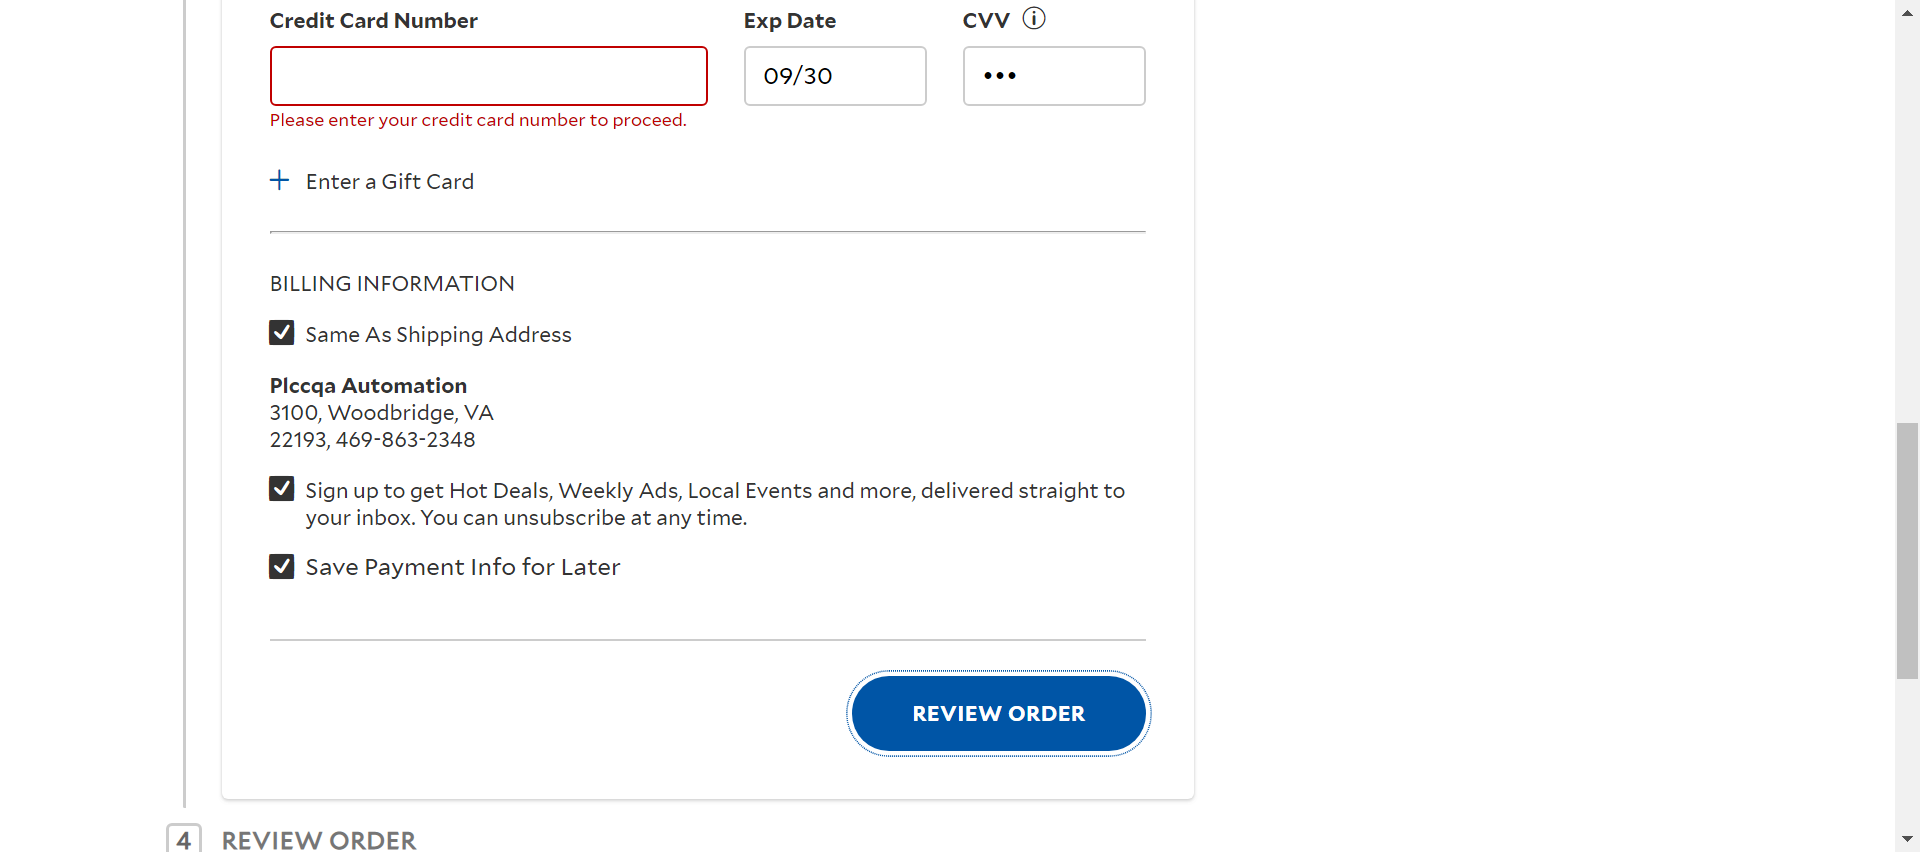 Credit Card Number
Exp Date
CVV
09/30
•••
Please enter your credit card number to proceed.
Enter a Gift Card
BILLING INFORMATION
Same As Shipping Address
Plccqa Automation
3100, Woodbridge, VA
22193, 469-863-2348
Sign up to get Hot Deals, Weekly Ads, Local Events and more, delivered straight to
your inbox. You can unsubscribe at any time.
Save Payment Info for Later
REVIEW ORDER
4 REVIEW ORDER